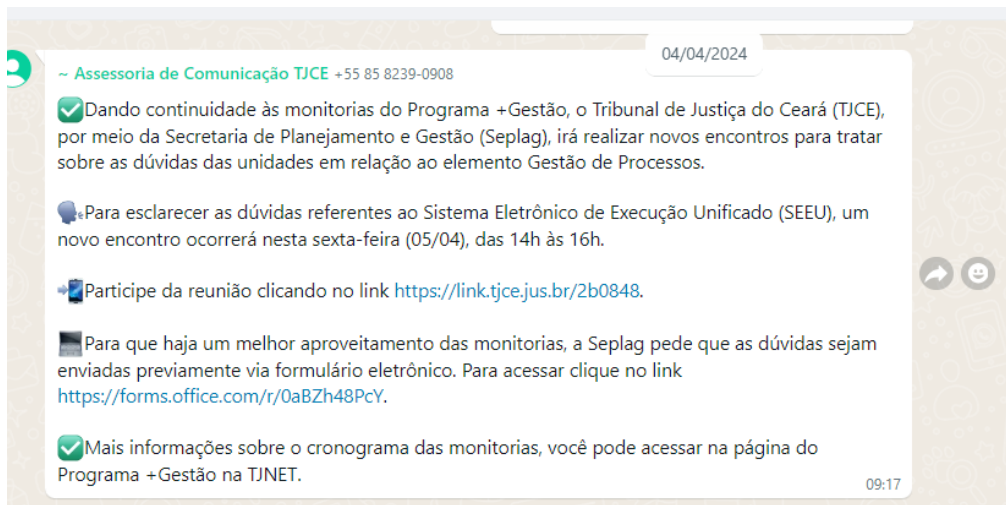 04/04/2024
~ Assessoria de Comunicação TJCE +55 85 8239-0908
✅Dando continuidade às monitorias do Programa +Gestão, o Tribunal de Justiça do Ceará (TJCE),
por meio da Secretaria de Planejamento e Gestão (Seplag), irá realizar novos encontros para tratar
sobre as dúvidas das unidades em relação ao elemento Gestão de Processos.
🗣️Para esclarecer as dúvidas referentes ao Sistema Eletrônico de Execução Unificado (SEEU), um
novo encontro ocorrerá nesta sexta-feira (05/04), das 14h às 16h.
📲Participe da reunião clicando no link https://link.tjce.jus.br/2b0848.
💻Para que haja um melhor aproveitamento das monitorias, a Seplag pede que as dúvidas sejam
enviadas previamente via formulário eletrônico. Para acessar clique no link
https://forms.office.com/r/0aBZh48PcY.
✅Mais informações sobre o cronograma das monitorias, você pode acessar na página do
Programa +Gestão na TJNET.
09:17